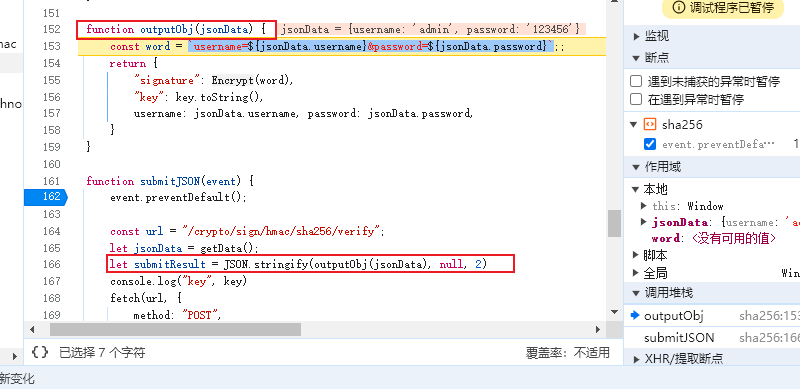 151
152 function outputObj(jsonData) { jsonData = {username: 'admin', password: '123456'}
153 const word = `username=${jsonData.username}&password=${jsonData.password}`;;
154 return {
155 "signature": Encrypt(word),
156 "key": key.toString(),
157 username: jsonData.username, password: jsonData.password,
158 }
159 }
160
161 function submitJSON(event) {
162 event.preventDefault();
163
164 const url = "/crypto/sign/hmac/sha256/verify";
165 let jsonData = getData();
166 let submitResult = JSON.stringify(outputObj(jsonData), null, 2)
167 console.log("key", key)
168 fetch(url, {
169 method: "POST",
mac
hno
{} 已选择 7 个字符
覆盖率：不适用
新变化
调试程序已暂停
监视
断点
遇到未捕获的异常时暂停
在遇到异常时暂停
sha256
event.preventDefa… 1
作用域
本地
this: Window
jsonData: {username: 'a
word: <没有可用的值>
脚本
全局 Win
调用堆栈
outputObj sha256:153
submitJSON sha256:166
XHR/提取断点